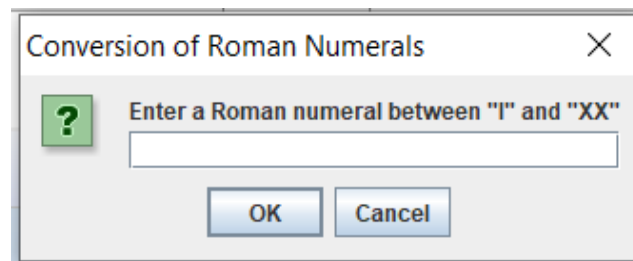 Conversion of Roman Numerals
?
Enter a Roman numeral between "I" and "XX"
OK Cancel